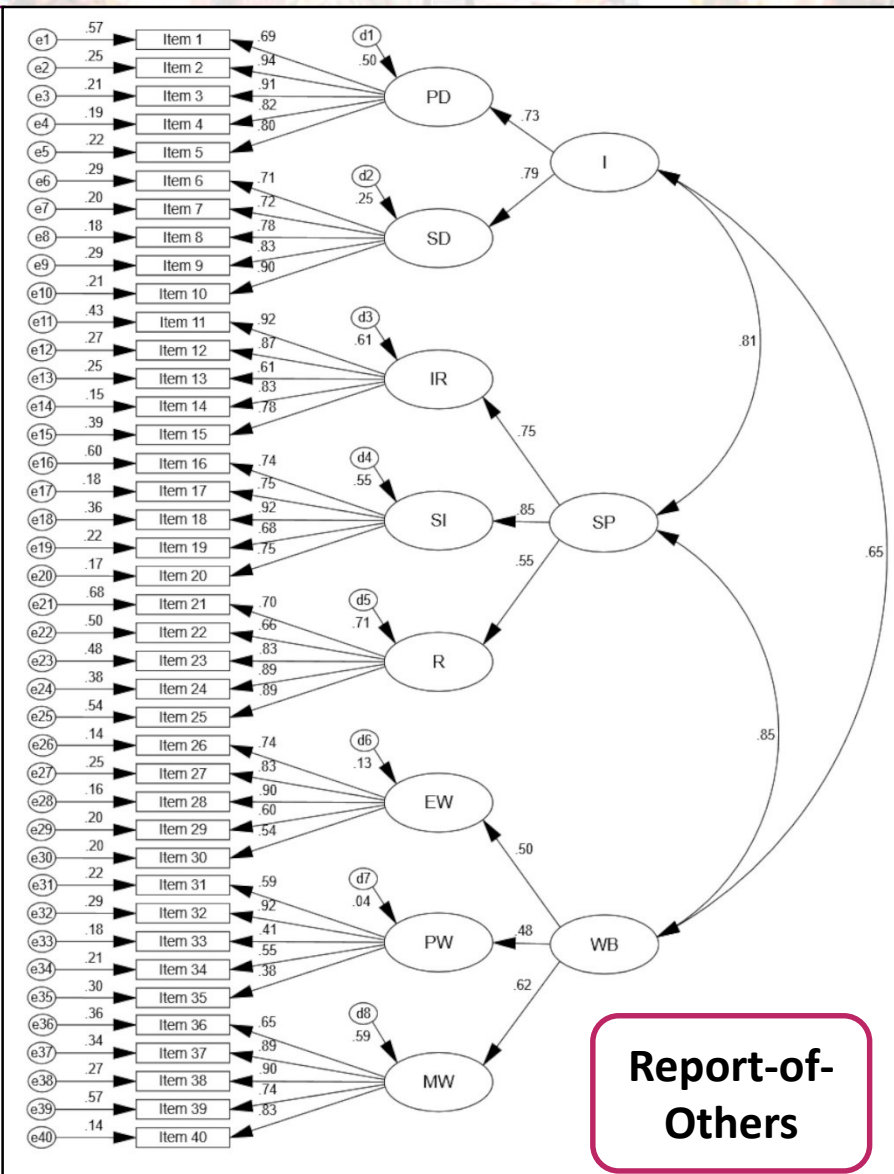 e1 .57 Item 1 .69
e2 .25 Item 2 .94
e3 .21 Item 3 .91
e4 .19 Item 4 .82
e5 .22 Item 5 .80
d1
.50
PD
.73
e6 .29 Item 6 .71
e7 .20 Item 7 .72
e8 .18 Item 8 .78
e9 .29 Item 9 .83
e10 .21 Item 10 .90
d2
.25
SD
.79
I
e11 .43 Item 11 .92
e12 .27 Item 12 .87
e13 .25 Item 13 .61
e14 .15 Item 14 .83
e15 .39 Item 15 .78
d3
.61
IR
.75
.81
e16 .60 Item 16 .74
e17 .18 Item 17 .75
e18 .36 Item 18 .92
e19 .22 Item 19 .68
e20 .17 Item 20 .75
d4
.55
SI
.85
SP
.65
e21 .68 Item 21 .70
e22 .50 Item 22 .66
e23 .48 Item 23 .83
e24 .38 Item 24 .89
e25 .54 Item 25 .89
d5
.71
R
.55
e26 .14 Item 26 .74
e27 .25 Item 27 .83
e28 .16 Item 28 .90
e29 .20 Item 29 .60
e30 .20 Item 30 .54
d6
.13
EW
.50
.85
e31 .22 Item 31 .59
e32 .29 Item 32 .92
e33 .18 Item 33 .41
e34 .21 Item 34 .55
e35 .30 Item 35 .38
d7
.04
PW
.48
WB
e36 .36 Item 36 .65
e37 .34 Item 37 .89
e38 .27 Item 38 .90
e39 .57 Item 39 .74
e40 .14 Item 40 .83
d8
.59
MW
.62
Report-of-
Others